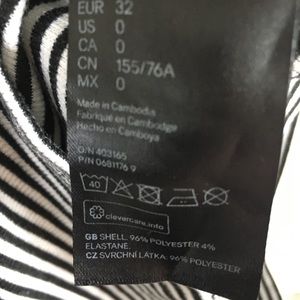 EUR 32
US 0
CA 0
CN 155/76A
MX 0
Made in Cambodia
Fabriqué en Cambodge
Hecho en Camboya
O/N 403165
P/N 0681176 9
40
clevercare.info
GB SHELL: 96% POLYESTER 4%
ELASTANE.
CZ SVRCHNÍ LÁTKA: 96% POLYESTER